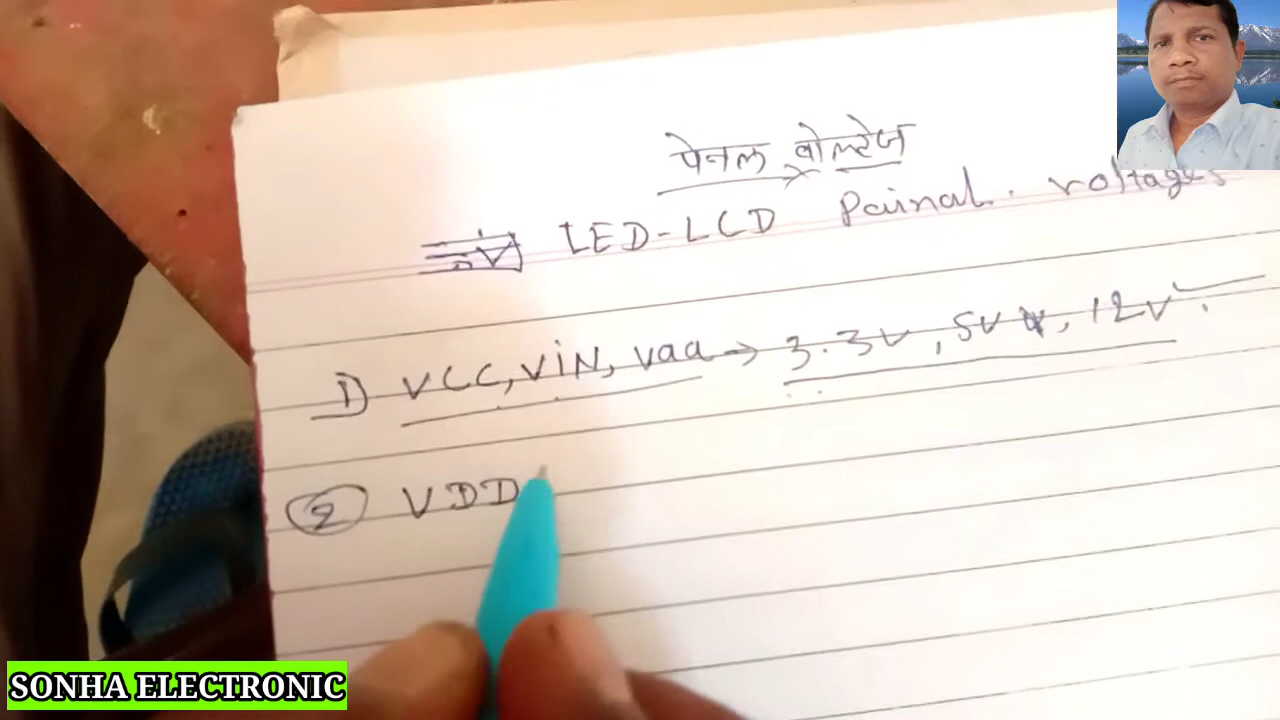 पेनल वोल्टेज
LED-LCD Painal. voltages
1) VCC, VIN, Vaa → 3.3V, 5V, 12V.
2 VDD
SONHA ELECTRONIC